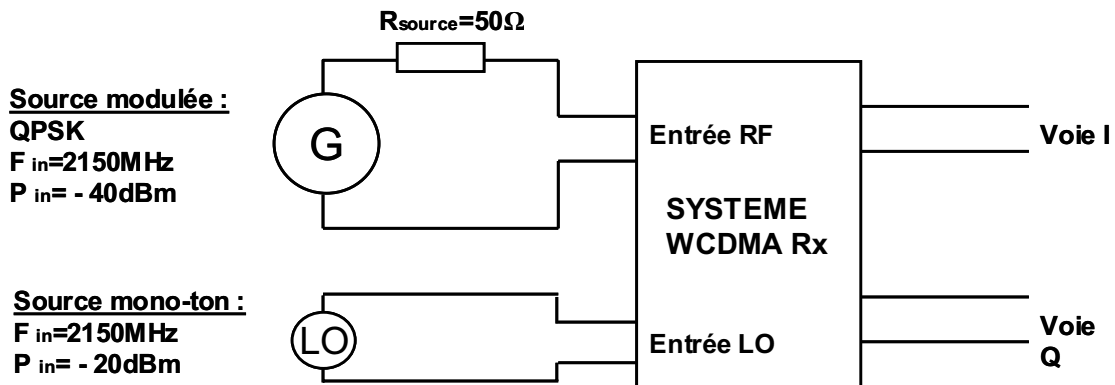 Rsource=50Ω
Source modulée :
QPSK
F in=2150MHz
P in= - 40dBm
G
Entrée RF
Voie I
SYSTEME
WCDMA Rx
Source mono-ton :
F in=2150MHz
P in= - 20dBm
LO
Entrée LO
Voie
Q